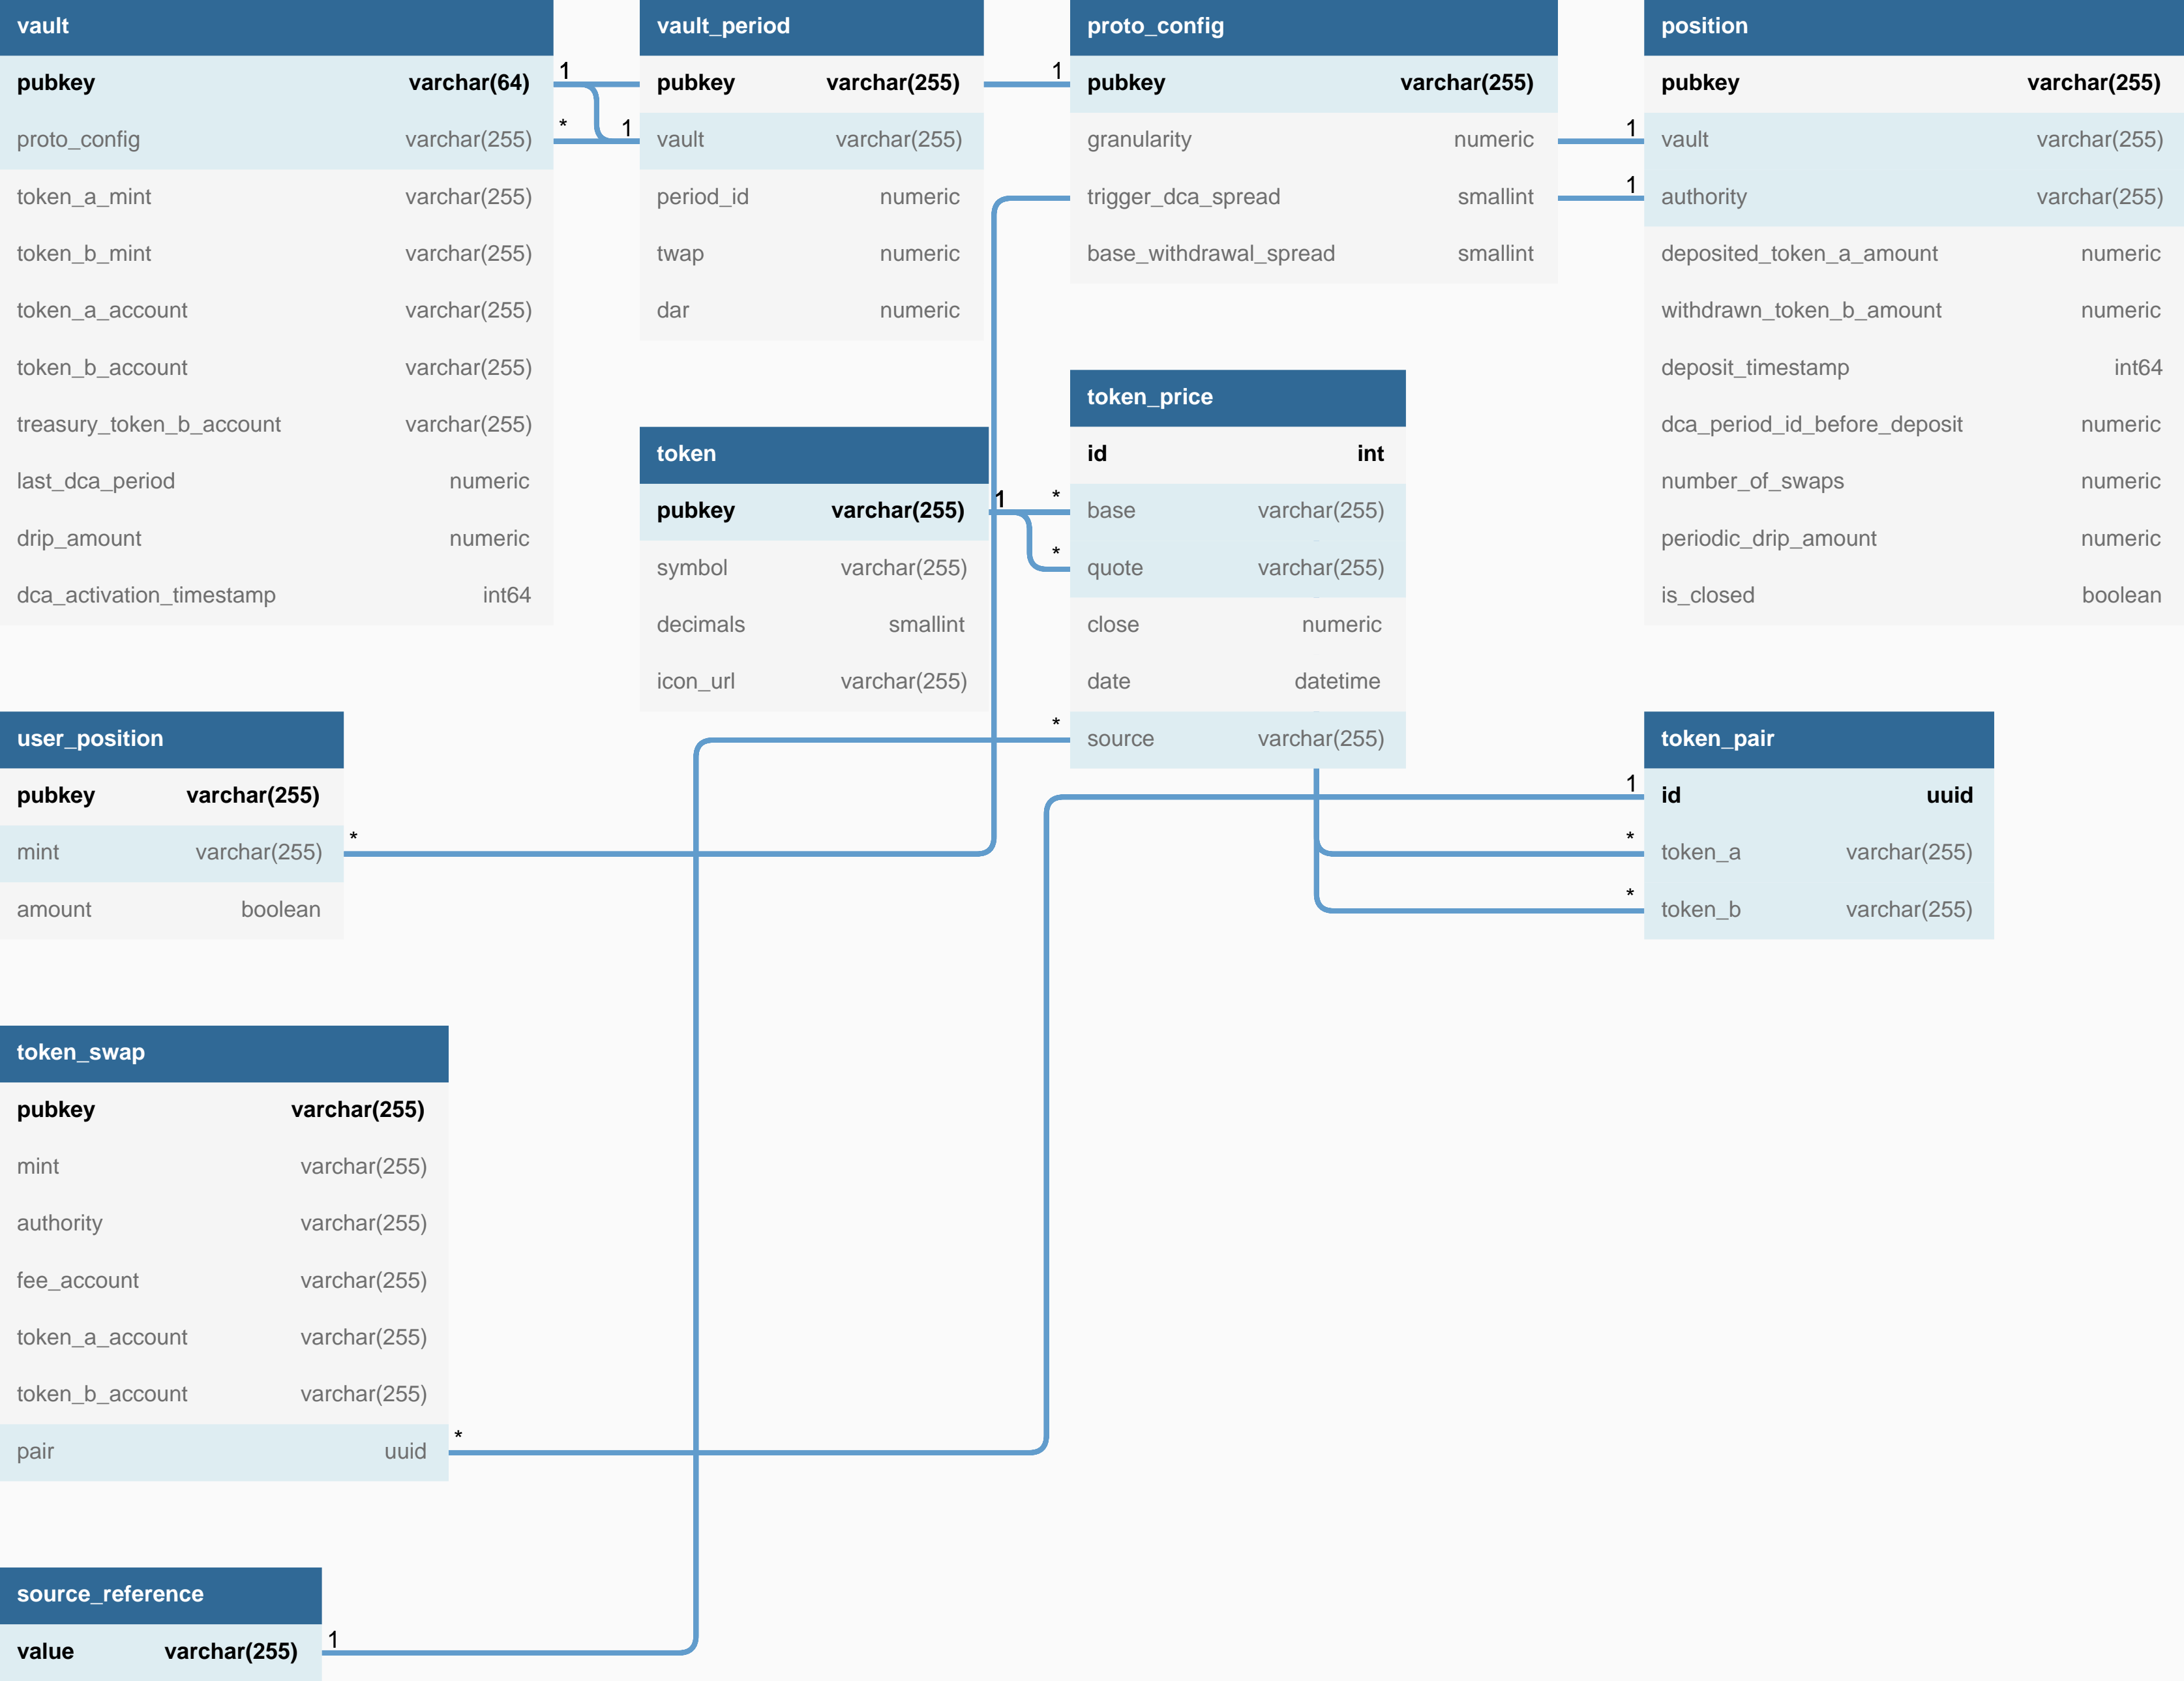 vault
pubkey varchar(64)
proto_config varchar(255)
token_a_mint varchar(255)
token_b_mint varchar(255)
token_a_account varchar(255)
token_b_account varchar(255)
treasury_token_b_account varchar(255)
last_dca_period numeric
drip_amount numeric
dca_activation_timestamp int64
1
*
1
vault_period
pubkey varchar(255)
vault varchar(255)
period_id numeric
twap numeric
dar numeric
1
proto_config
pubkey varchar(255)
granularity numeric
trigger_dca_spread smallint
base_withdrawal_spread smallint
1
1
position
pubkey varchar(255)
vault varchar(255)
authority varchar(255)
deposited_token_a_amount numeric
withdrawn_token_b_amount numeric
deposit_timestamp int64
dca_period_id_before_deposit numeric
number_of_swaps numeric
periodic_drip_amount numeric
is_closed boolean
token
pubkey varchar(255)
symbol varchar(255)
decimals smallint
icon_url varchar(255)
1
*
*
*
token_price
id int
base varchar(255)
quote varchar(255)
close numeric
date datetime
source varchar(255)
user_position
pubkey varchar(255)
mint varchar(255)
amount boolean
*
1
*
*
token_pair
id uuid
token_a varchar(255)
token_b varchar(255)
token_swap
pubkey varchar(255)
mint varchar(255)
authority varchar(255)
fee_account varchar(255)
token_a_account varchar(255)
token_b_account varchar(255)
pair uuid
*
source_reference
value varchar(255)
1